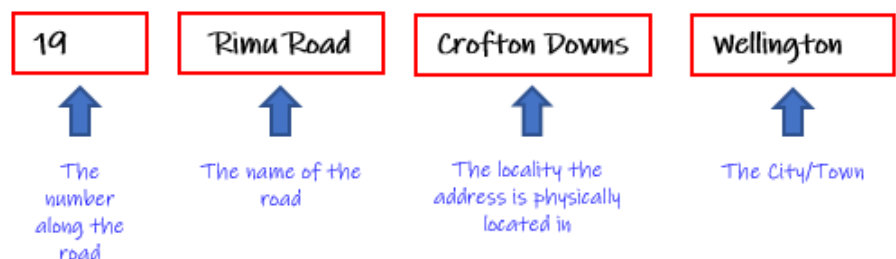 19
Rimu Road
Crofton Downs
Wellington
The
number
along the
road
The name of the
road
The locality the
address is physically
located in
The City/Town